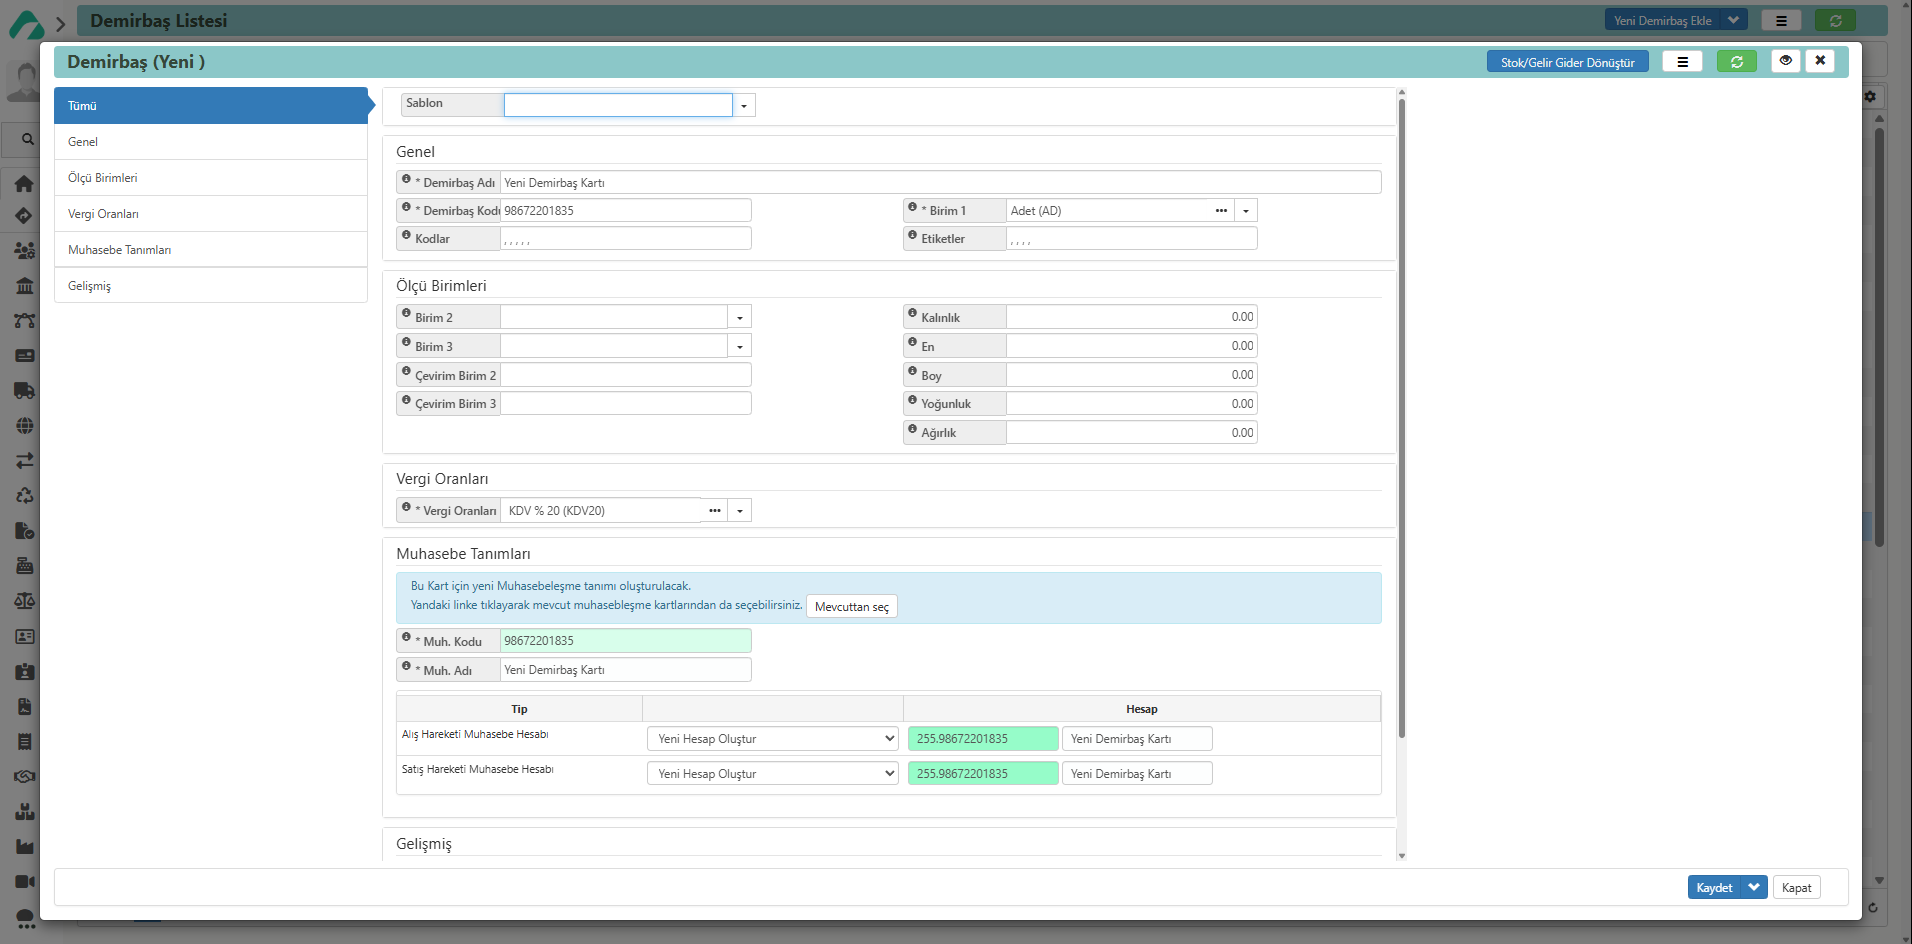 Demirbaş Listesi
Yeni Demirbaş Ekle
Demirbaş (Yeni )
Stok/Gelir Gider Dönüştür
Tümü
Genel
Ölçü Birimleri
Vergi Oranları
Muhasebe Tanımları
Gelişmiş
Sablon
Genel
* Demirbaş Adı Yeni Demirbaş Kartı
* Demirbaş Kodu 98672201835
* Birim 1 Adet (AD)
Kodlar , , , , ,
Etiketler , , , ,
Ölçü Birimleri
Birim 2
Kalınlık 0.00
Birim 3
En 0.00
Çevirim Birim 2
Boy 0.00
Çevirim Birim 3
Yoğunluk 0.00
Ağırlık 0.00
Vergi Oranları
* Vergi Oranları KDV % 20 (KDV20)
Muhasebe Tanımları
Bu Kart için yeni Muhasebeleşme tanımı oluşturulacak.
Yandaki linke tıklayarak mevcut muhasebleşme kartlarından da seçebilirsiniz. Mevcuttan seç
* Muh. Kodu 98672201835
* Muh. Adı Yeni Demirbaş Kartı
Tip Hesap
Alış Hareketi Muhasebe Hesabı Yeni Hesap Oluştur 255.98672201835 Yeni Demirbaş Kartı
Satış Hareketi Muhasebe Hesabı Yeni Hesap Oluştur 255.98672201835 Yeni Demirbaş Kartı
Gelişmiş
Kaydet
Kapat